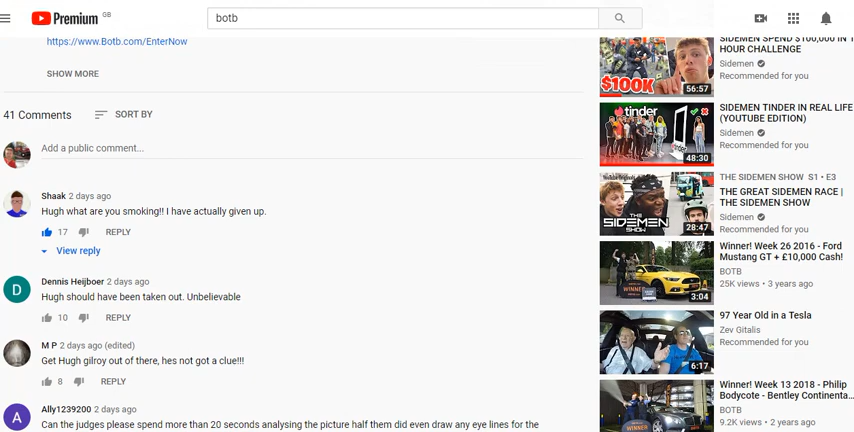 Premium GB
botb
https://www.Botb.com/EnterNow
SHOW MORE
41 Comments
SORT BY
Add a public comment...
Shaak 2 days ago
Hugh what are you smoking!! I have actually given up.
17
REPLY
View reply
D
Dennis Heijboer 2 days ago
Hugh should have been taken out. Unbelievable
10
REPLY
M P 2 days ago (edited)
Get Hugh gilroy out of there, hes not got a clue!!!
8
REPLY
A
Ally1239200 2 days ago
Can the judges please spend more than 20 seconds analysing the picture half them did even draw any eye lines for the
$100K
56:57
SIDEMEN SPEND $100,000 IN 1
HOUR CHALLENGE
Sidemen
Recommended for you
tinder
48:30
SIDEMEN TINDER IN REAL LIFE
(YOUTUBE EDITION)
Sidemen
Recommended for you
YouTube Originals
THE
SIDEMEN
SHOW
28:47
THE SIDEMEN SHOW S1 • E3
THE GREAT SIDEMEN RACE |
THE SIDEMEN SHOW
Sidemen
Recommended for you
WINNER
3:04
Winner! Week 26 2016 - Ford
Mustang GT + £10,000 Cash!
BOTB
25K views • 3 years ago
6:17
97 Year Old in a Tesla
Zev Gitalis
Recommended for you
Winner! Week 13 2018 - Philip
Bodycote - Bentley Continenta...
BOTB
9.2K views • 2 years ago